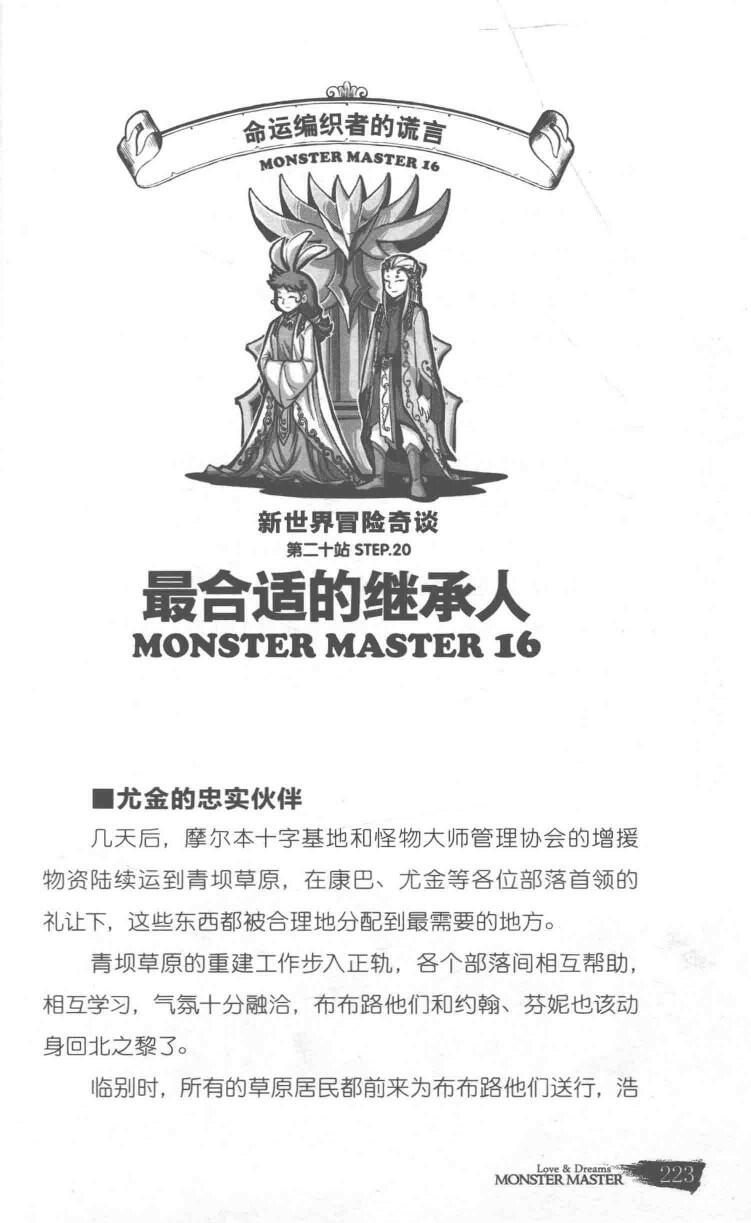 命运编织者的谎言
MONSTER MASTER 16
新世界冒险奇谈
第二十站 STEP.20
最合适的继承人
MONSTER MASTER 16
■尤金的忠实伙伴
几天后，摩尔本十字基地和怪物大师管理协会的增援
物资陆续运到青坝草原，在康巴、尤金等各位部落首领的
礼让下，这些东西都被合理地分配到最需要的地方。
青坝草原的重建工作步入正轨，各个部落间相互帮助，
相互学习，气氛十分融洽，布布路他们和约翰、芬妮也该动
身回北之黎了。
临别时，所有的草原居民都前来为布布路他们送行，浩
Love & Dreams
MONSTER MASTER 223